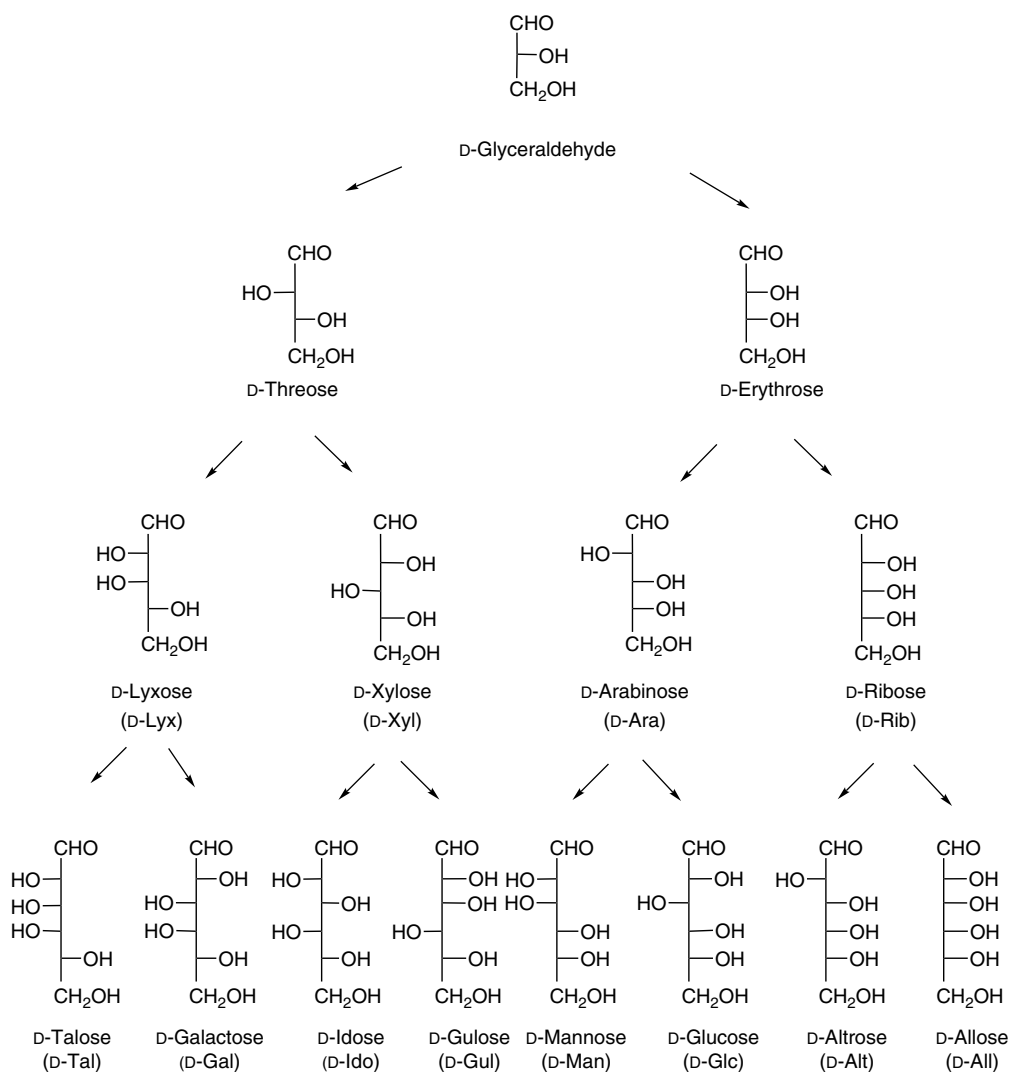 CHO
OH
CH2OH
D-Glyceraldehyde
CHO
HO
OH
CH2OH
D-Threose
CHO
OH
OH
CH2OH
D-Erythrose
CHO
HO
HO
OH
CH2OH
D-Lyxose
(D-Lyx)
CHO
OH
HO
OH
CH2OH
D-Xylose
(D-Xyl)
CHO
HO
OH
OH
CH2OH
D-Arabinose
(D-Ara)
CHO
OH
OH
OH
CH2OH
D-Ribose
(D-Rib)
CHO
HO
HO
HO
OH
CH2OH
D-Talose
(D-Tal)
CHO
OH
HO
HO
OH
CH2OH
D-Galactose
(D-Gal)
CHO
HO
OH
HO
OH
CH2OH
D-Idose
(D-Ido)
CHO
OH
OH
HO
OH
CH2OH
D-Gulose
(D-Gul)
CHO
HO
HO
OH
OH
CH2OH
D-Mannose
(D-Man)
CHO
OH
HO
OH
OH
CH2OH
D-Glucose
(D-Glc)
CHO
HO
OH
OH
OH
CH2OH
D-Altrose
(D-Alt)
CHO
OH
OH
OH
OH
CH2OH
D-Allose
(D-All)